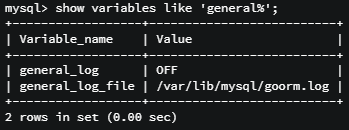 mysql> show variables like 'general%';
+------------------+--------------------------+
| Variable_name    | Value                    |
+------------------+--------------------------+
| general_log      | OFF                      |
| general_log_file | /var/lib/mysql/goorm.log |
+------------------+--------------------------+
2 rows in set (0.00 sec)